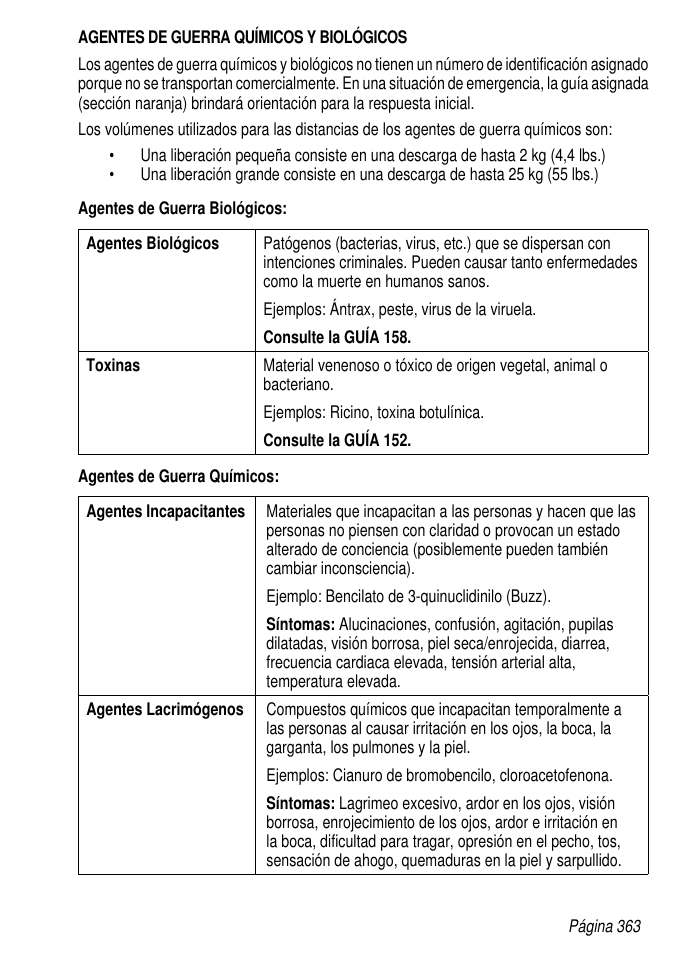 AGENTES DE GUERRA QUÍMICOS Y BIOLÓGICOS
Los agentes de guerra químicos y biológicos no tienen un número de identificación asignado
porque no se transportan comercialmente. En una situación de emergencia, la guía asignada
(sección naranja) brindará orientación para la respuesta inicial.
Los volúmenes utilizados para las distancias de los agentes de guerra químicos son:
• Una liberación pequeña consiste en una descarga de hasta 2 kg (4,4 lbs.)
• Una liberación grande consiste en una descarga de hasta 25 kg (55 lbs.)
Agentes de Guerra Biológicos:
Agentes Biológicos
Patógenos (bacterias, virus, etc.) que se dispersan con
intenciones criminales. Pueden causar tanto enfermedades
como la muerte en humanos sanos.
Ejemplos: Ántrax, peste, virus de la viruela.
Consulte la GUÍA 158.
Toxinas
Material venenoso o tóxico de origen vegetal, animal o
bacteriano.
Ejemplos: Ricino, toxina botulínica.
Consulte la GUÍA 152.
Agentes de Guerra Químicos:
Agentes Incapacitantes
Materiales que incapacitan a las personas y hacen que las
personas no piensen con claridad o provocan un estado
alterado de conciencia (posiblemente pueden también
cambiar inconsciencia).
Ejemplo: Bencilato de 3-quinuclidinilo (Buzz).
Síntomas: Alucinaciones, confusión, agitación, pupilas
dilatadas, visión borrosa, piel seca/enrojecida, diarrea,
frecuencia cardiaca elevada, tensión arterial alta,
temperatura elevada.
Agentes Lacrimógenos
Compuestos químicos que incapacitan temporalmente a
las personas al causar irritación en los ojos, la boca, la
garganta, los pulmones y la piel.
Ejemplos: Cianuro de bromobencilo, cloroacetofenona.
Síntomas: Lagrimeo excesivo, ardor en los ojos, visión
borrosa, enrojecimiento de los ojos, ardor e irritación en
la boca, dificultad para tragar, opresión en el pecho, tos,
sensación de ahogo, quemaduras en la piel y sarpullido.
Página 363